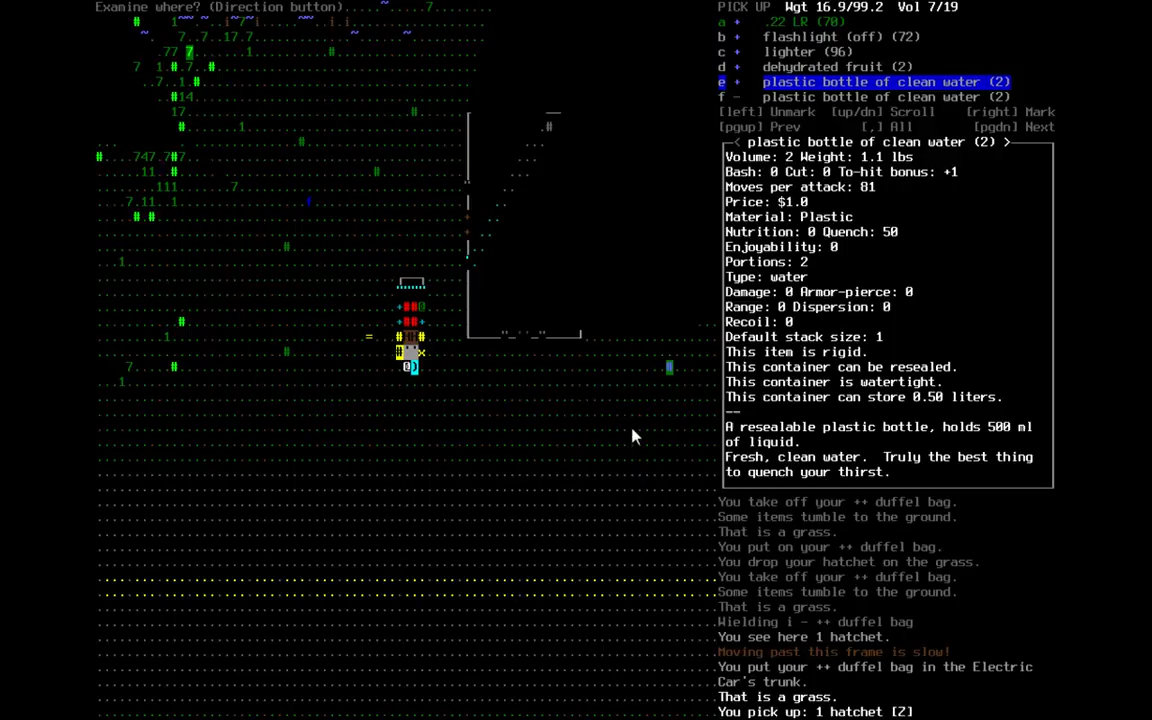 Examine where? (Direction button)
PICK UP  Wgt 16.9/99.2  Vol 7/19
a + .22 LR (70)
b + flashlight (off) (72)
c + lighter (96)
d + dehydrated fruit (2)
e + plastic bottle of clean water (2)
f - plastic bottle of clean water (2)
[left] Unmark [up/dn] Scroll [right] Mark
[pgup] Prev [,] All [pgdn] Next
< plastic bottle of clean water (2) >
Volume: 2 Weight: 1.1 lbs
Bash: 0 Cut: 0 To-hit bonus: +1
Moves per attack: 81
Price: $1.0
Material: Plastic
Nutrition: 0 Quench: 50
Enjoyability: 0
Portions: 2
Type: water
Damage: 0 Armor-pierce: 0
Range: 0 Dispersion: 0
Recoil: 0
Default stack size: 1
This item is rigid.
This container can be resealed.
This container is watertight.
This container can store 0.50 liters.
--
A resealable plastic bottle, holds 500 ml
of liquid.
Fresh, clean water.  Truly the best thing
to quench your thirst.
You take off your ++ duffel bag.
Some items tumble to the ground.
That is a grass.
You put on your ++ duffel bag.
You drop your hatchet on the grass.
You take off your ++ duffel bag.
Some items tumble to the ground.
That is a grass.
Wielding i - ++ duffel bag
You see here 1 hatchet.
Moving past this frame is slow!
You put your ++ duffel bag in the Electric
Car's trunk.
That is a grass.
You pick up: 1 hatchet [Z]